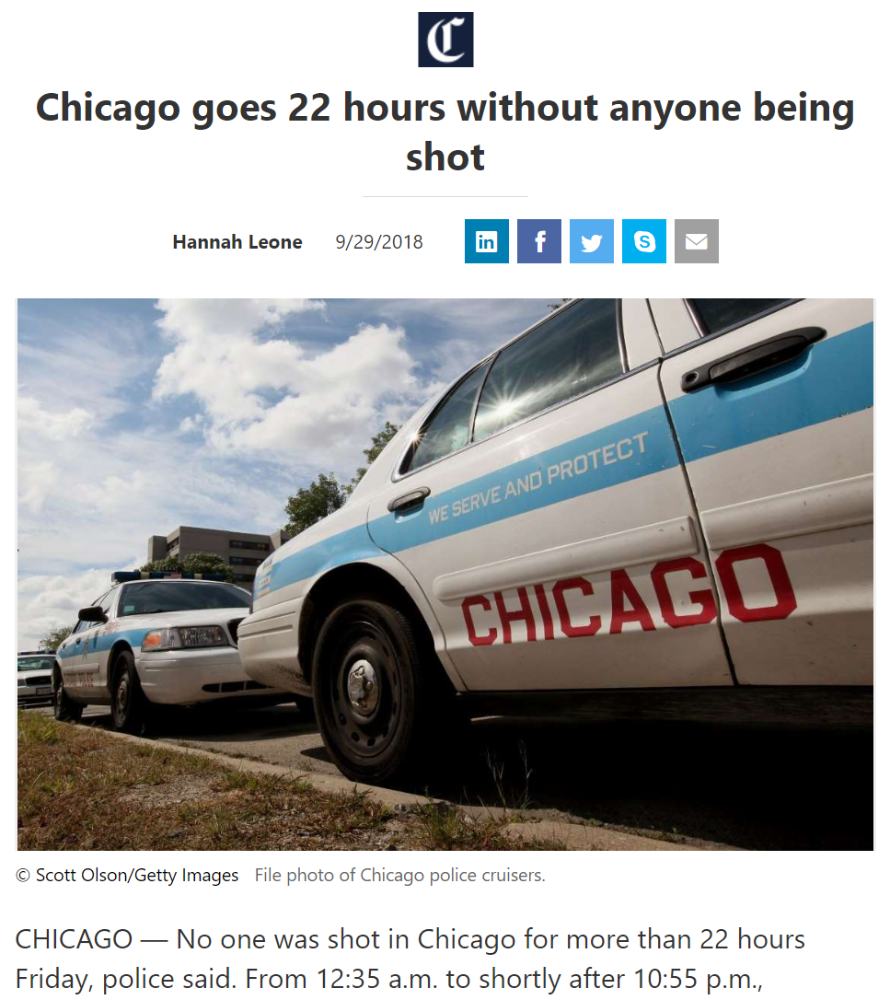 C
Chicago goes 22 hours without anyone being
shot
Hannah Leone 9/29/2018
WE SERVE AND PROTECT
CHICAGO
© Scott Olson/Getty Images File photo of Chicago police cruisers.
CHICAGO — No one was shot in Chicago for more than 22 hours
Friday, police said. From 12:35 a.m. to shortly after 10:55 p.m.,